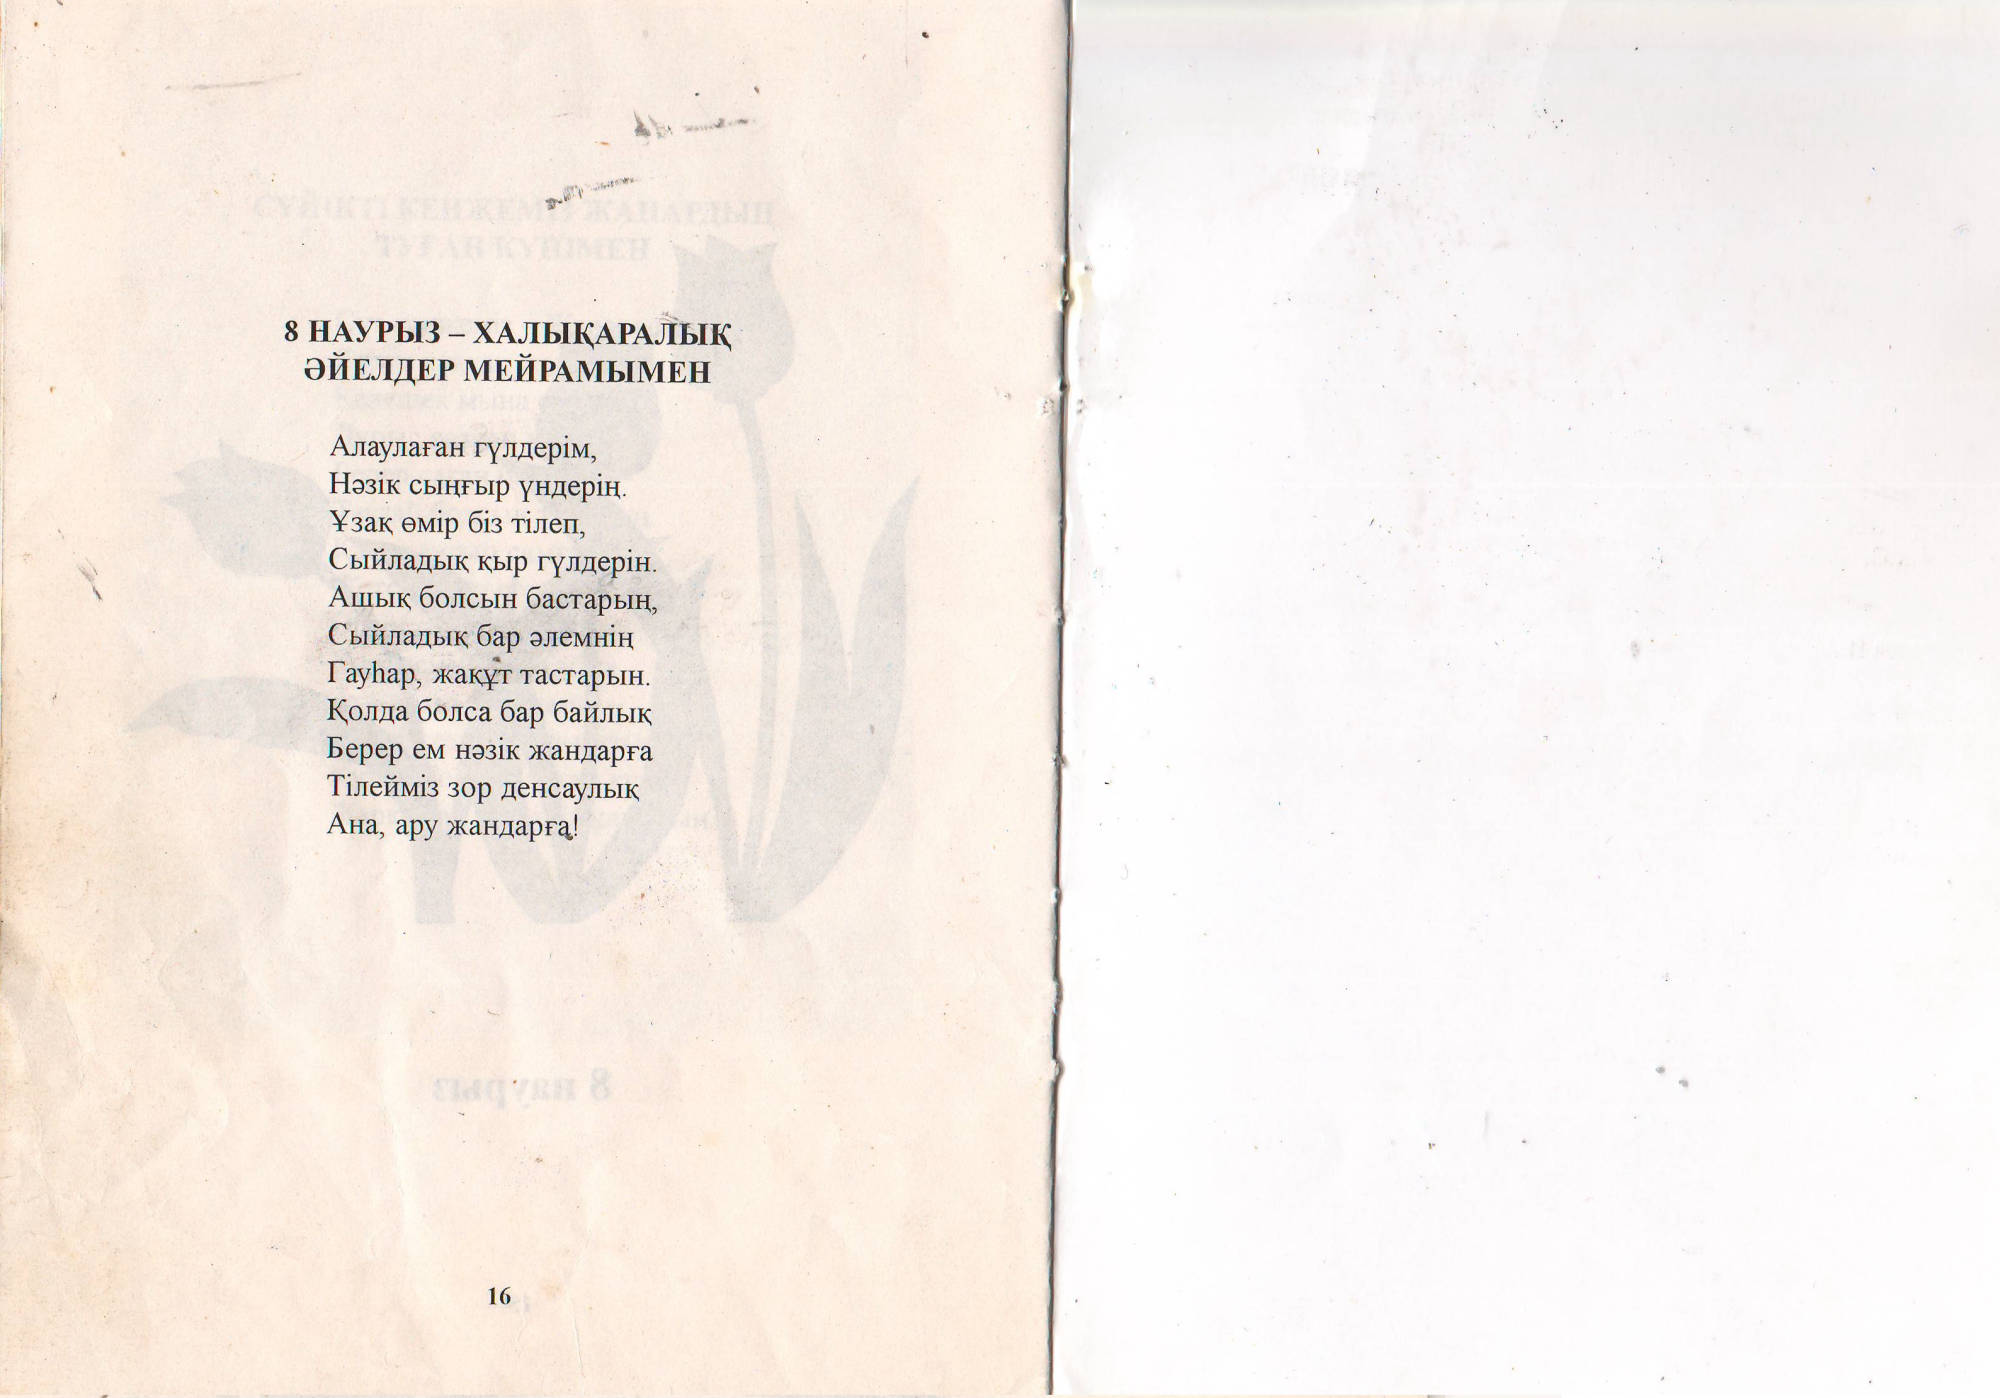 8 НАУРЫЗ – ХАЛЫҚАРАЛЫҚ
ӘЙЕЛДЕР МЕЙРАМЫМЕН
Алаулаған гүлдерім,
Нәзік сыңғыр үндерің.
Ұзақ өмір біз тілеп,
Сыйладық қыр гүлдерін.
Ашық болсын бастарың,
Сыйладық бар әлемнің
Гауһар, жақұт тастарын.
Қолда болса бар байлық
Берер ем нәзік жандарға
Тілейміз зор денсаулық
Ана, ару жандарға!
8 наурыз
16